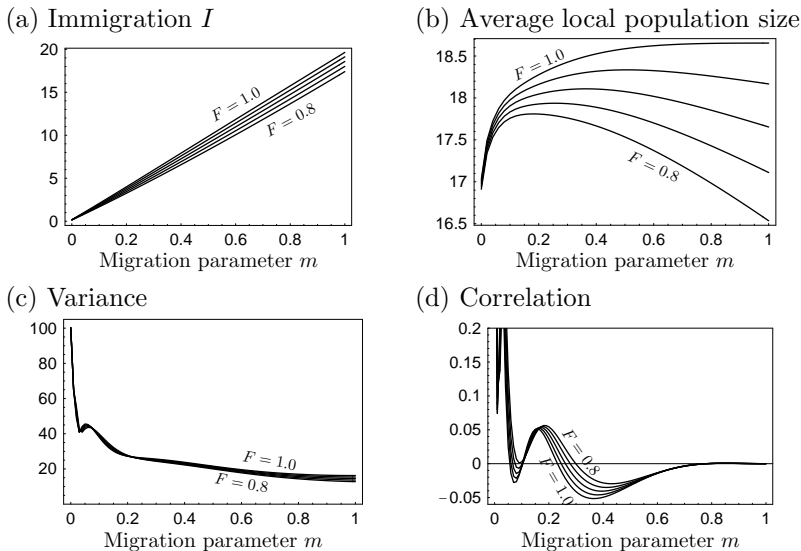 (a) Immigration I
20
15
10
5
0
F = 1.0
F = 0.8
0 0.2 0.4 0.6 0.8 1
Migration parameter m
(b) Average local population size
18.5
18
17.5
17
16.5
F = 1.0
F = 0.8
0 0.2 0.4 0.6 0.8 1
Migration parameter m
(c) Variance
100
80
60
40
20
F = 1.0
F = 0.8
0 0.2 0.4 0.6 0.8 1
Migration parameter m
(d) Correlation
0.2
0.15
0.1
0.05
0
−0.05
F = 0.8
F = 1.0
0 0.2 0.4 0.6 0.8 1
Migration parameter m